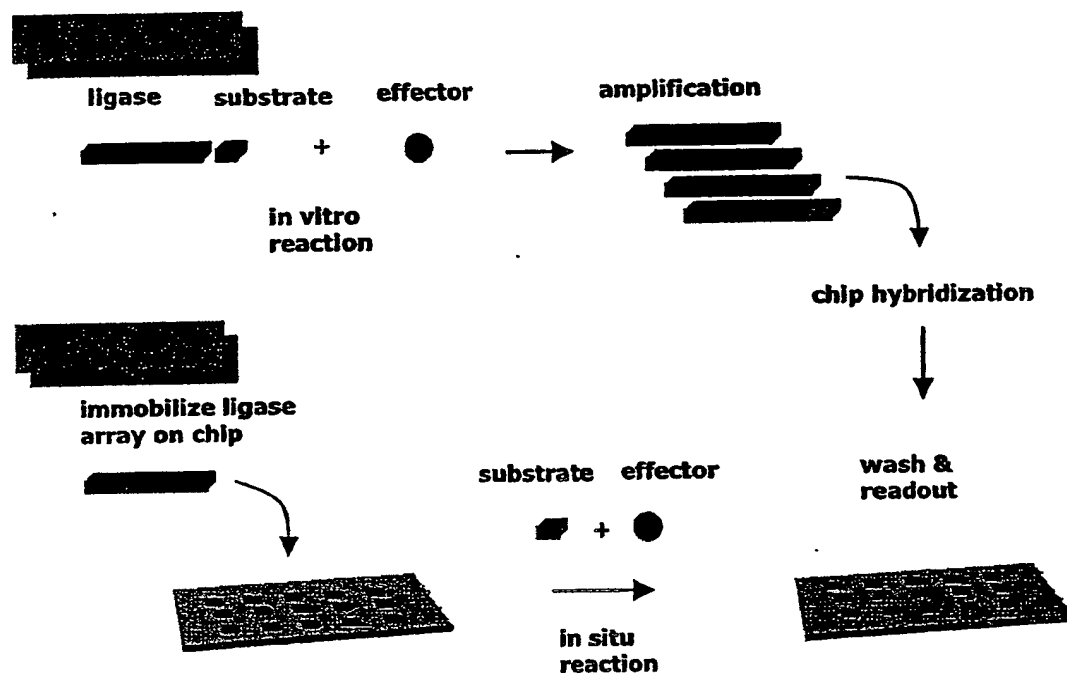 ligase substrate effector
+
in vitro
reaction
amplification
chip hybridization
wash &
readout
immobilize ligase
array on chip
substrate effector
+
in situ
reaction